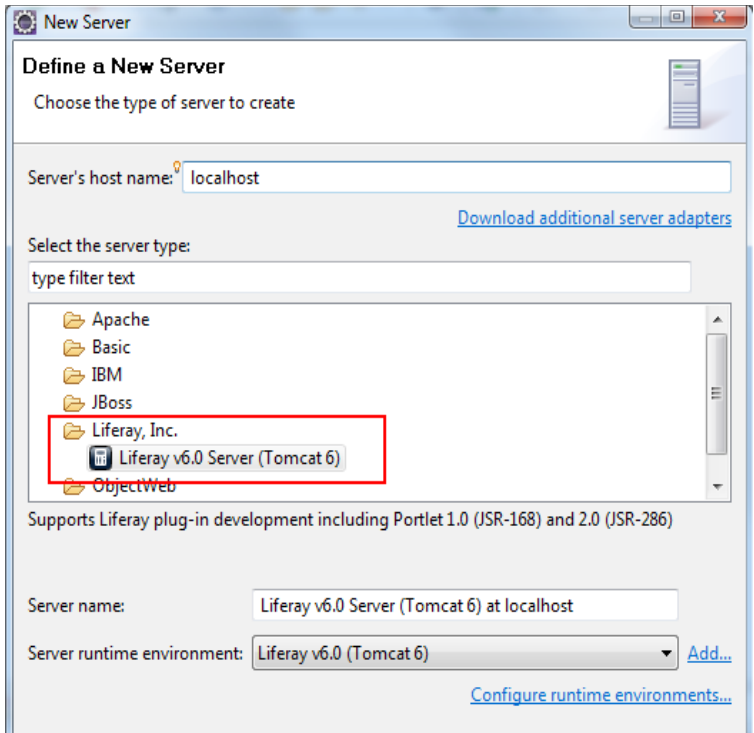 New Server
Define a New Server
Choose the type of server to create
Server's host name: localhost
Download additional server adapters
Select the server type:
type filter text
Apache
Basic
IBM
JBoss
Liferay, Inc.
Liferay v6.0 Server (Tomcat 6)
ObjectWeb
Supports Liferay plug-in development including Portlet 1.0 (JSR-168) and 2.0 (JSR-286)
Server name: Liferay v6.0 Server (Tomcat 6) at localhost
Server runtime environment: Liferay v6.0 (Tomcat 6) Add...
Configure runtime environments...